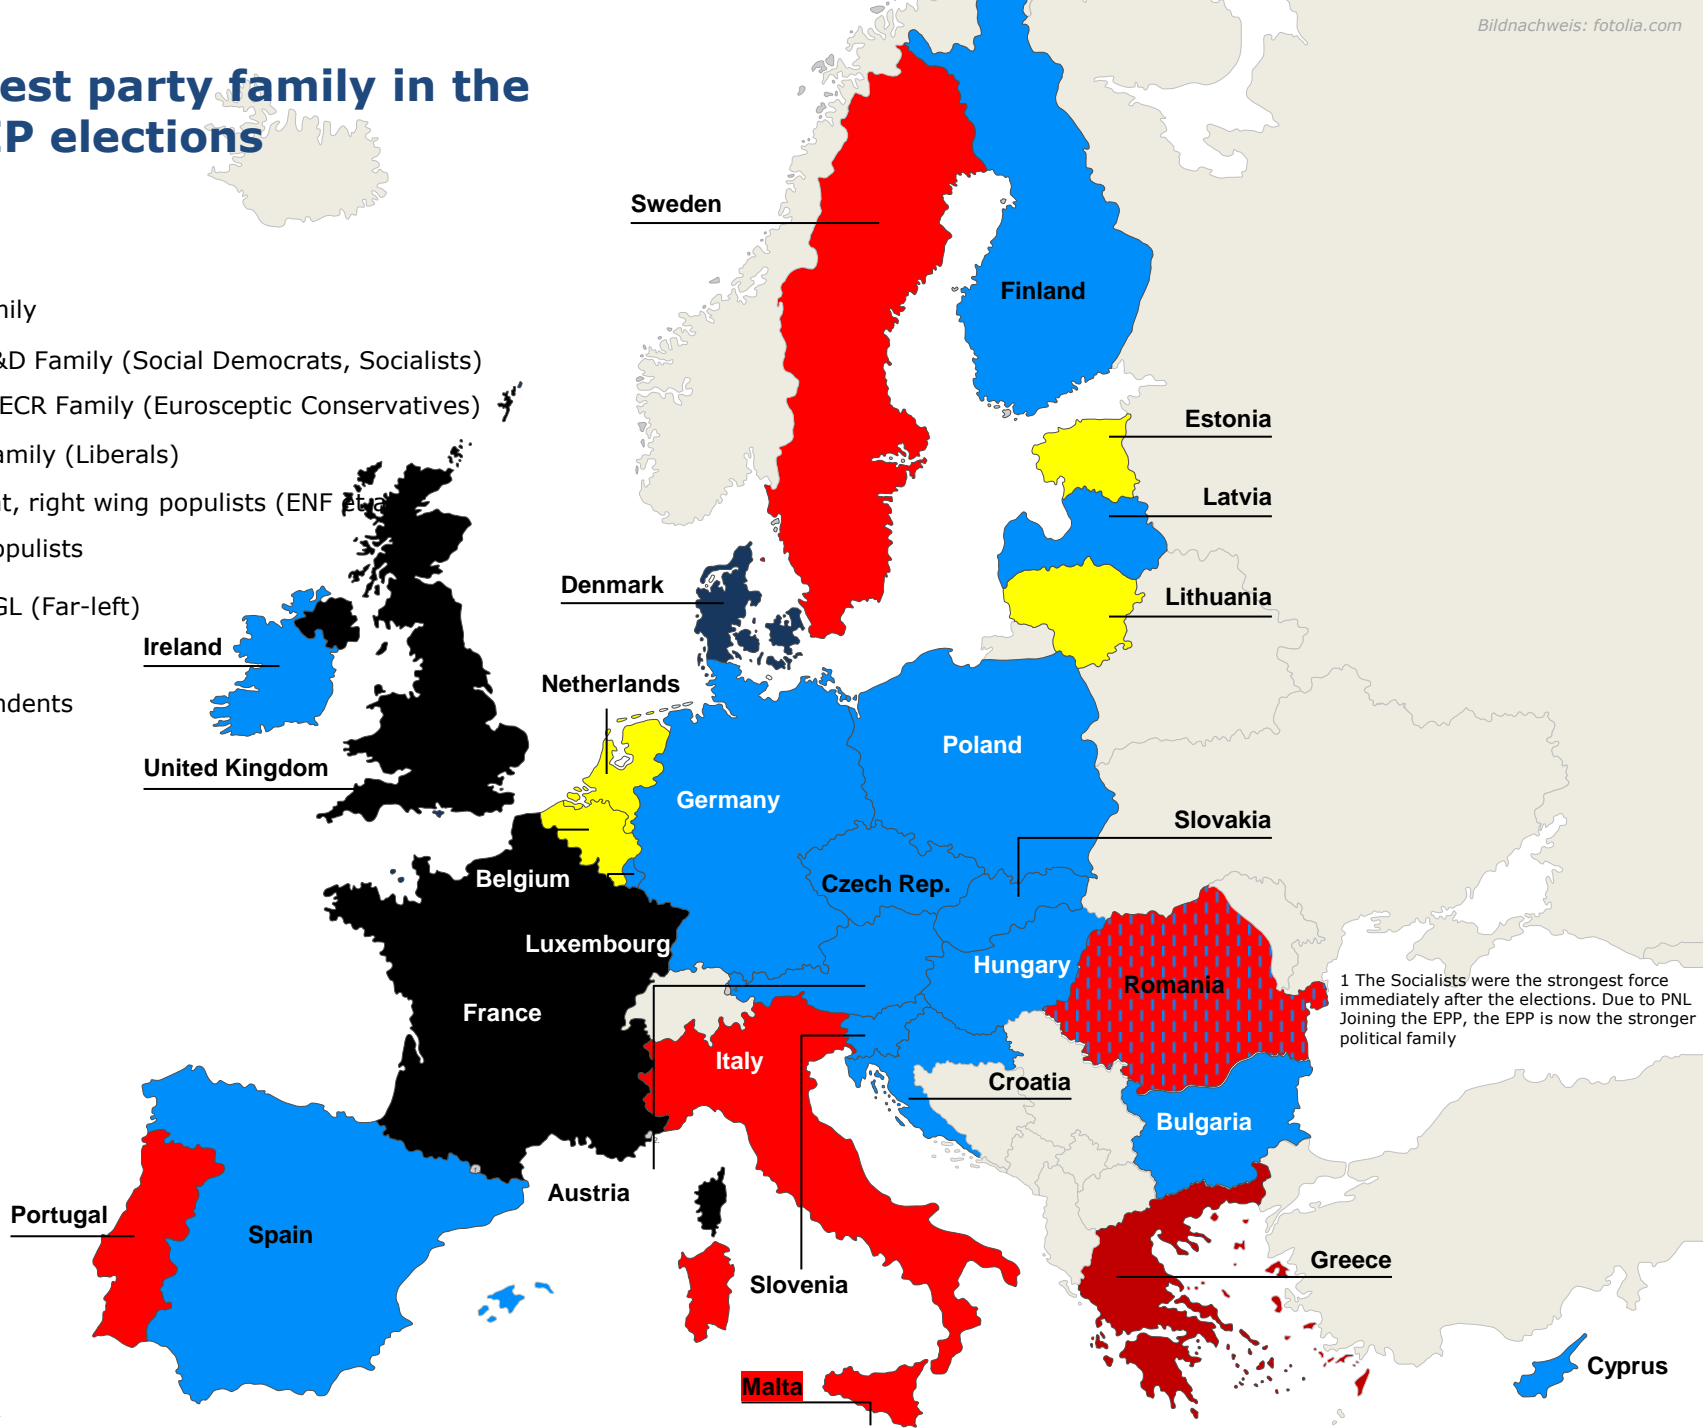 Bildnachweis: fotolia.com
est party family in the
EP elections
Sweden
Finland
mily
&D Family (Social Democrats, Socialists)
ECR Family (Eurosceptic Conservatives)
Estonia
amily (Liberals)
Latvia
t, right wing populists (ENF et a
opulists
Denmark
Lithuania
GL (Far-left)
Ireland
Netherlands
ndents
Poland
United Kingdom
Germany
Slovakia
Belgium
Czech Rep.
Luxembourg
Hungary
Romania
1 The Socialists were the strongest force
immediately after the elections. Due to PNL
Joining the EPP, the EPP is now the stronger
political family
France
Italy
Croatia
Bulgaria
Austria
Portugal
Spain
Slovenia
Greece
Malta
Cyprus